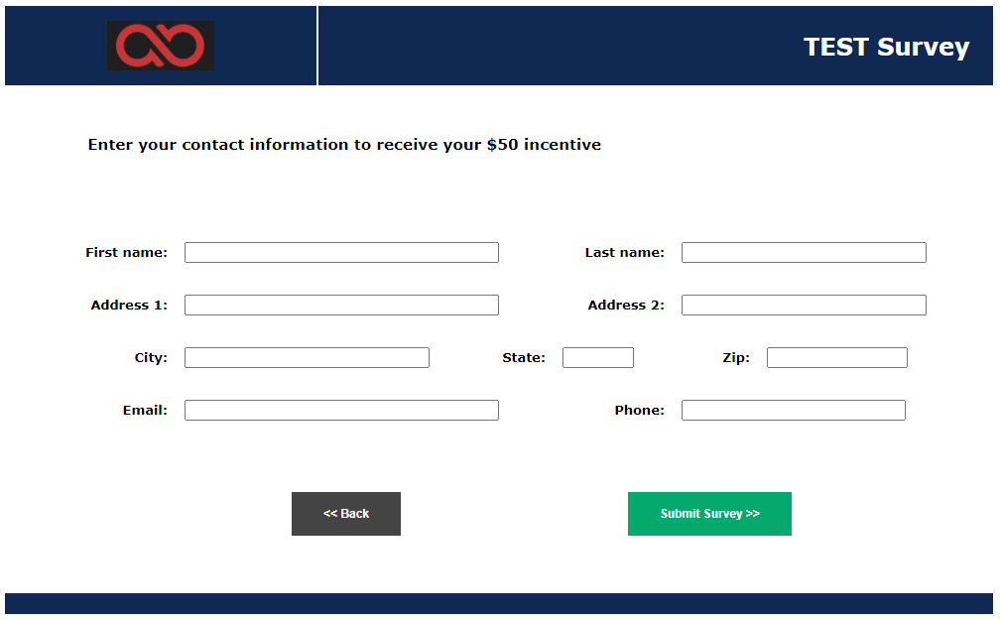 TEST Survey
Enter your contact information to receive your $50 incentive
First name: Last name:
Address 1: Address 2:
City: State: Zip:
Email: Phone:
<< Back Submit Survey >>